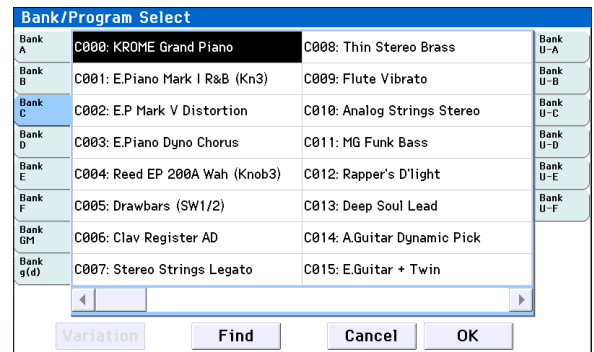 Bank/Program Select
Bank
A
Bank
B
Bank
C
Bank
D
Bank
E
Bank
F
Bank
GM
Bank
g(d)
C000: KROME Grand Piano
C001: E.Piano Mark I R&B (Kn3)
C002: E.P Mark V Distortion
C003: E.Piano Dyno Chorus
C004: Reed EP 200A Wah (Knob3)
C005: Drawbars (SW1/2)
C006: Clav Register AD
C007: Stereo Strings Legato
C008: Thin Stereo Brass
C009: Flute Vibrato
C010: Analog Strings Stereo
C011: MG Funk Bass
C012: Rapper's D'light
C013: Deep Soul Lead
C014: A.Guitar Dynamic Pick
C015: E.Guitar + Twin
Bank
U-A
Bank
U-B
Bank
U-C
Bank
U-D
Bank
U-E
Bank
U-F
Variation
Find
Cancel
OK